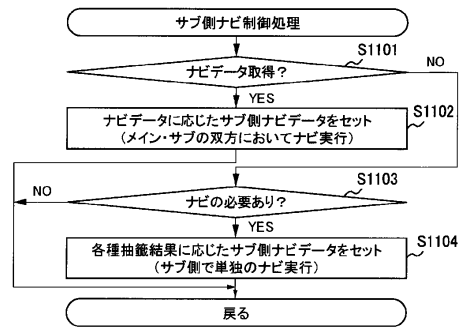 サブ側ナビ制御処理
S1101
ナビデータ取得?
NO
YES
S1102
ナビデータに応じたサブ側ナビデータをセット
(メイン・サブの双方においてナビ実行)
S1103
NO
ナビの必要あり?
YES
S1104
各種抽籤結果に応じたサブ側ナビデータをセット
(サブ側で単独のナビ実行)
戻る